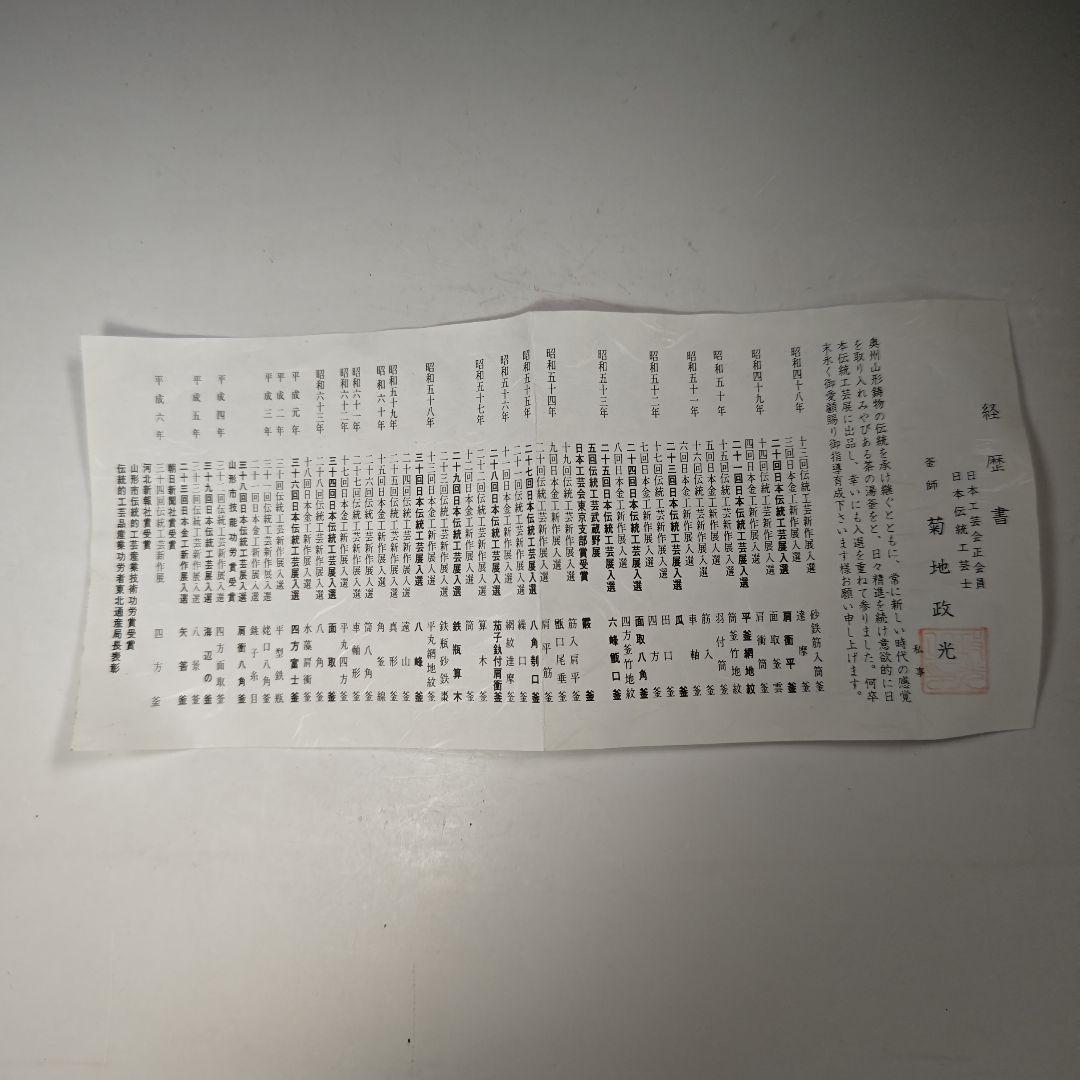 経歴書
日本工芸会正会員
日本伝統工芸士
釜師 菊地政光
私事
奥州山形鋳物の伝統を承け継ぐとともに、常に新しい時代の感覚
を取り入れみやびある茶の湯釜をと、日々精進を続け意欲的に日
本伝統工芸展に出品し、幸いにも入選を重ねて参りました。何卒
末永く御愛顧賜り御指導育成下さいます様お願い申し上げます。
昭和四十八年 十三回伝統工芸新作展入選 砂鉄筋入筒釜
三回日本金工新作展入選 達摩釜
二十回日本伝統工芸展入選 肩衝平釜
昭和四十九年 十四回伝統工芸新作展入選 面取釜
四回日本金工新作展入選 肩衝筒釜
二十一回日本伝統工芸展入選 平釜網地紋
昭和五十年 十五回伝統工芸新作展入選 筒釜竹地紋
五回日本金工新作展入選 羽付筒釜
昭和五十一年 十六回伝統工芸新作展入選 筋入釜
六回日本金工新作展入選 車軸釜
二十三回日本伝統工芸展入選 瓜釜
昭和五十二年 十七回伝統工芸新作展入選 田口釜
七回日本金工新作展入選 四方釜
二十四回日本伝統工芸展入選 面取八角釜
八回日本金工新作展入選 四方釜竹地紋
二十五回日本伝統工芸展入選 六峰甑口釜
昭和五十三年 五回伝統工芸武蔵野展
日本工芸会東京支部賞受賞 霰釜
十九回伝統工芸新作展入選 筋入肩平釜
昭和五十四年 九回日本金工新作展入選 甑口尾垂釜
二十回伝統工芸新作展入選 肩平筋釜
昭和五十五年 二十七回日本伝統工芸展入選 八角刳口釜
二十一回伝統工芸新作展入選 繰口釜
昭和五十六年 十一回日本金工新作展入選 網紋達摩釜
二十八回日本伝統工芸展入選 茄子釻付肩衝釜
昭和五十七年 二十二回伝統工芸新作展入選 算木釜
十二回日本金工新作展入選 筒釜
二十九回日本伝統工芸展入選 鉄瓶算木
二十三回伝統工芸新作展入選 鉄瓶砂鉄棗
昭和五十八年 十三回日本金工新作展入選 平丸網地紋釜
三十回日本伝統工芸展入選 八峰釜
二十四回伝統工芸新作展入選 遠山釜
昭和五十九年 十四回日本金工新作展入選 真形釜
昭和六十年 十五回日本金工新作展入選 角釜線
二十六回伝統工芸新作展入選 筒八角釜
昭和六十一年 車軸形釜
昭和六十二年 十七回日本金工新作展入選 平丸四方釜
三十四回日本伝統工芸展入選 面取釜
昭和六十三年 二十八回伝統工芸新作展入選 八角釜
十八回日本金工新作展入選 水藻肩衝釜
平成元年 三十六回日本伝統工芸展入選 四方富士釜
平成二年 三十回伝統工芸新作展入選 平型鉄瓶
平成三年 三十一回伝統工芸新作展入選 姥口八角釜
二十一回日本金工新作展入選 銚子糸目
三十八回日本伝統工芸展入選 肩衝八角釜
山形市技能功労賞受賞
平成四年 三十二回伝統工芸新作展入選 四方面取釜
三十九回日本伝統工芸展入選 海辺の釜
平成五年 三十三回伝統工芸新作展入選 八景釜
二十三回日本金工新作展入選 矢筈釜
朝日新聞社賞受賞
平成六年 三十四回伝統工芸新作展 四方釜
河北新報社賞受賞
山形市伝統的工芸産業技術功労賞受賞
伝統的工芸品産業功労者東北通産局長表彰